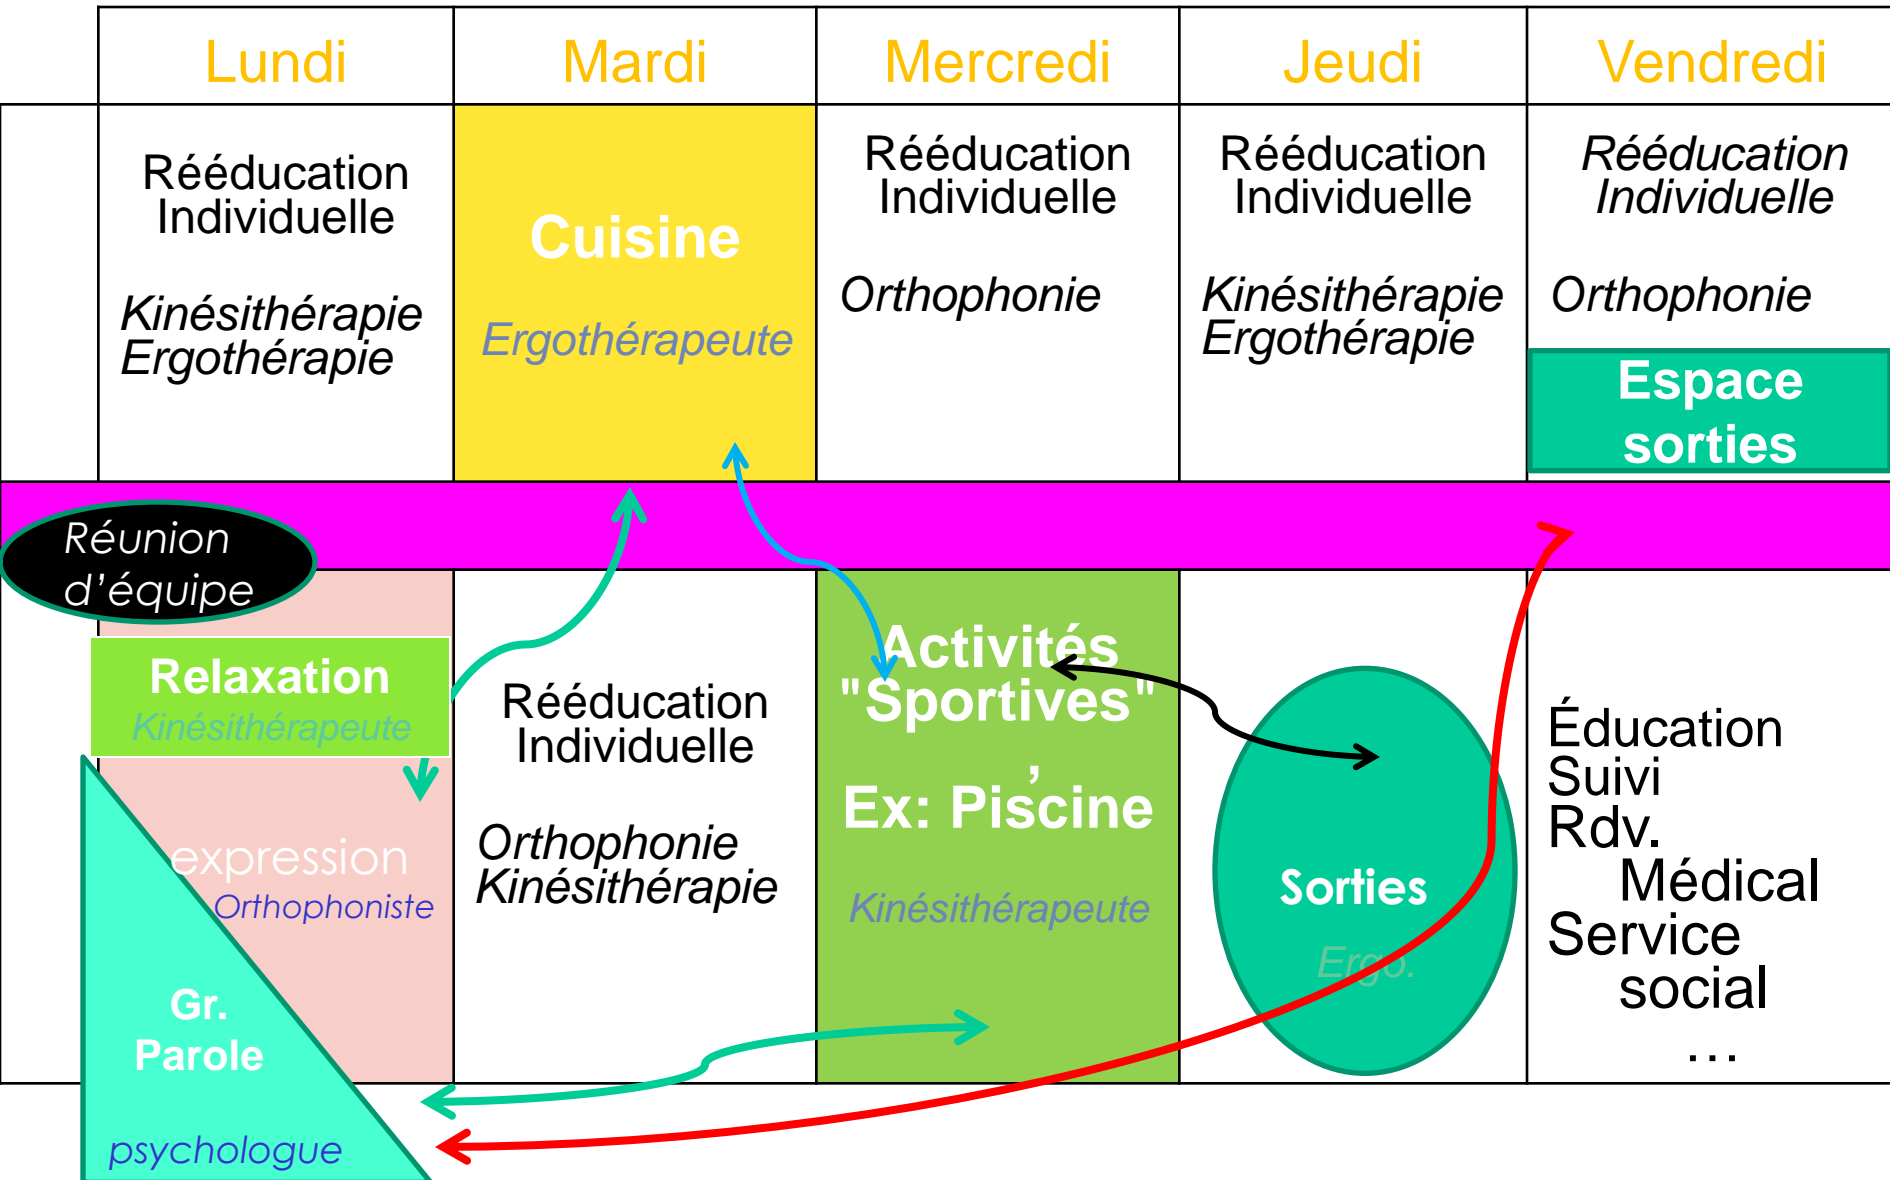 Lundi
Mardi
Mercredi
Jeudi
Vendredi
Rééducation
Individuelle
Kinésithérapie
Ergothérapie
Cuisine
Ergothérapeute
Rééducation
Individuelle
Orthophonie
Rééducation
Individuelle
Kinésithérapie
Ergothérapie
Rééducation
Individuelle
Orthophonie
Espace
sorties
Réunion
d’équipe
Relaxation
Kinésithérapeute
expression
Orthophoniste
Gr.
Parole
psychologue
Rééducation
Individuelle
Orthophonie
Kinésithérapie
Activités
"Sportives"
,
Ex: Piscine
Kinésithérapeute
Sorties
Ergo.
Éducation
Suivi
Rdv.
Médical
Service
social
…